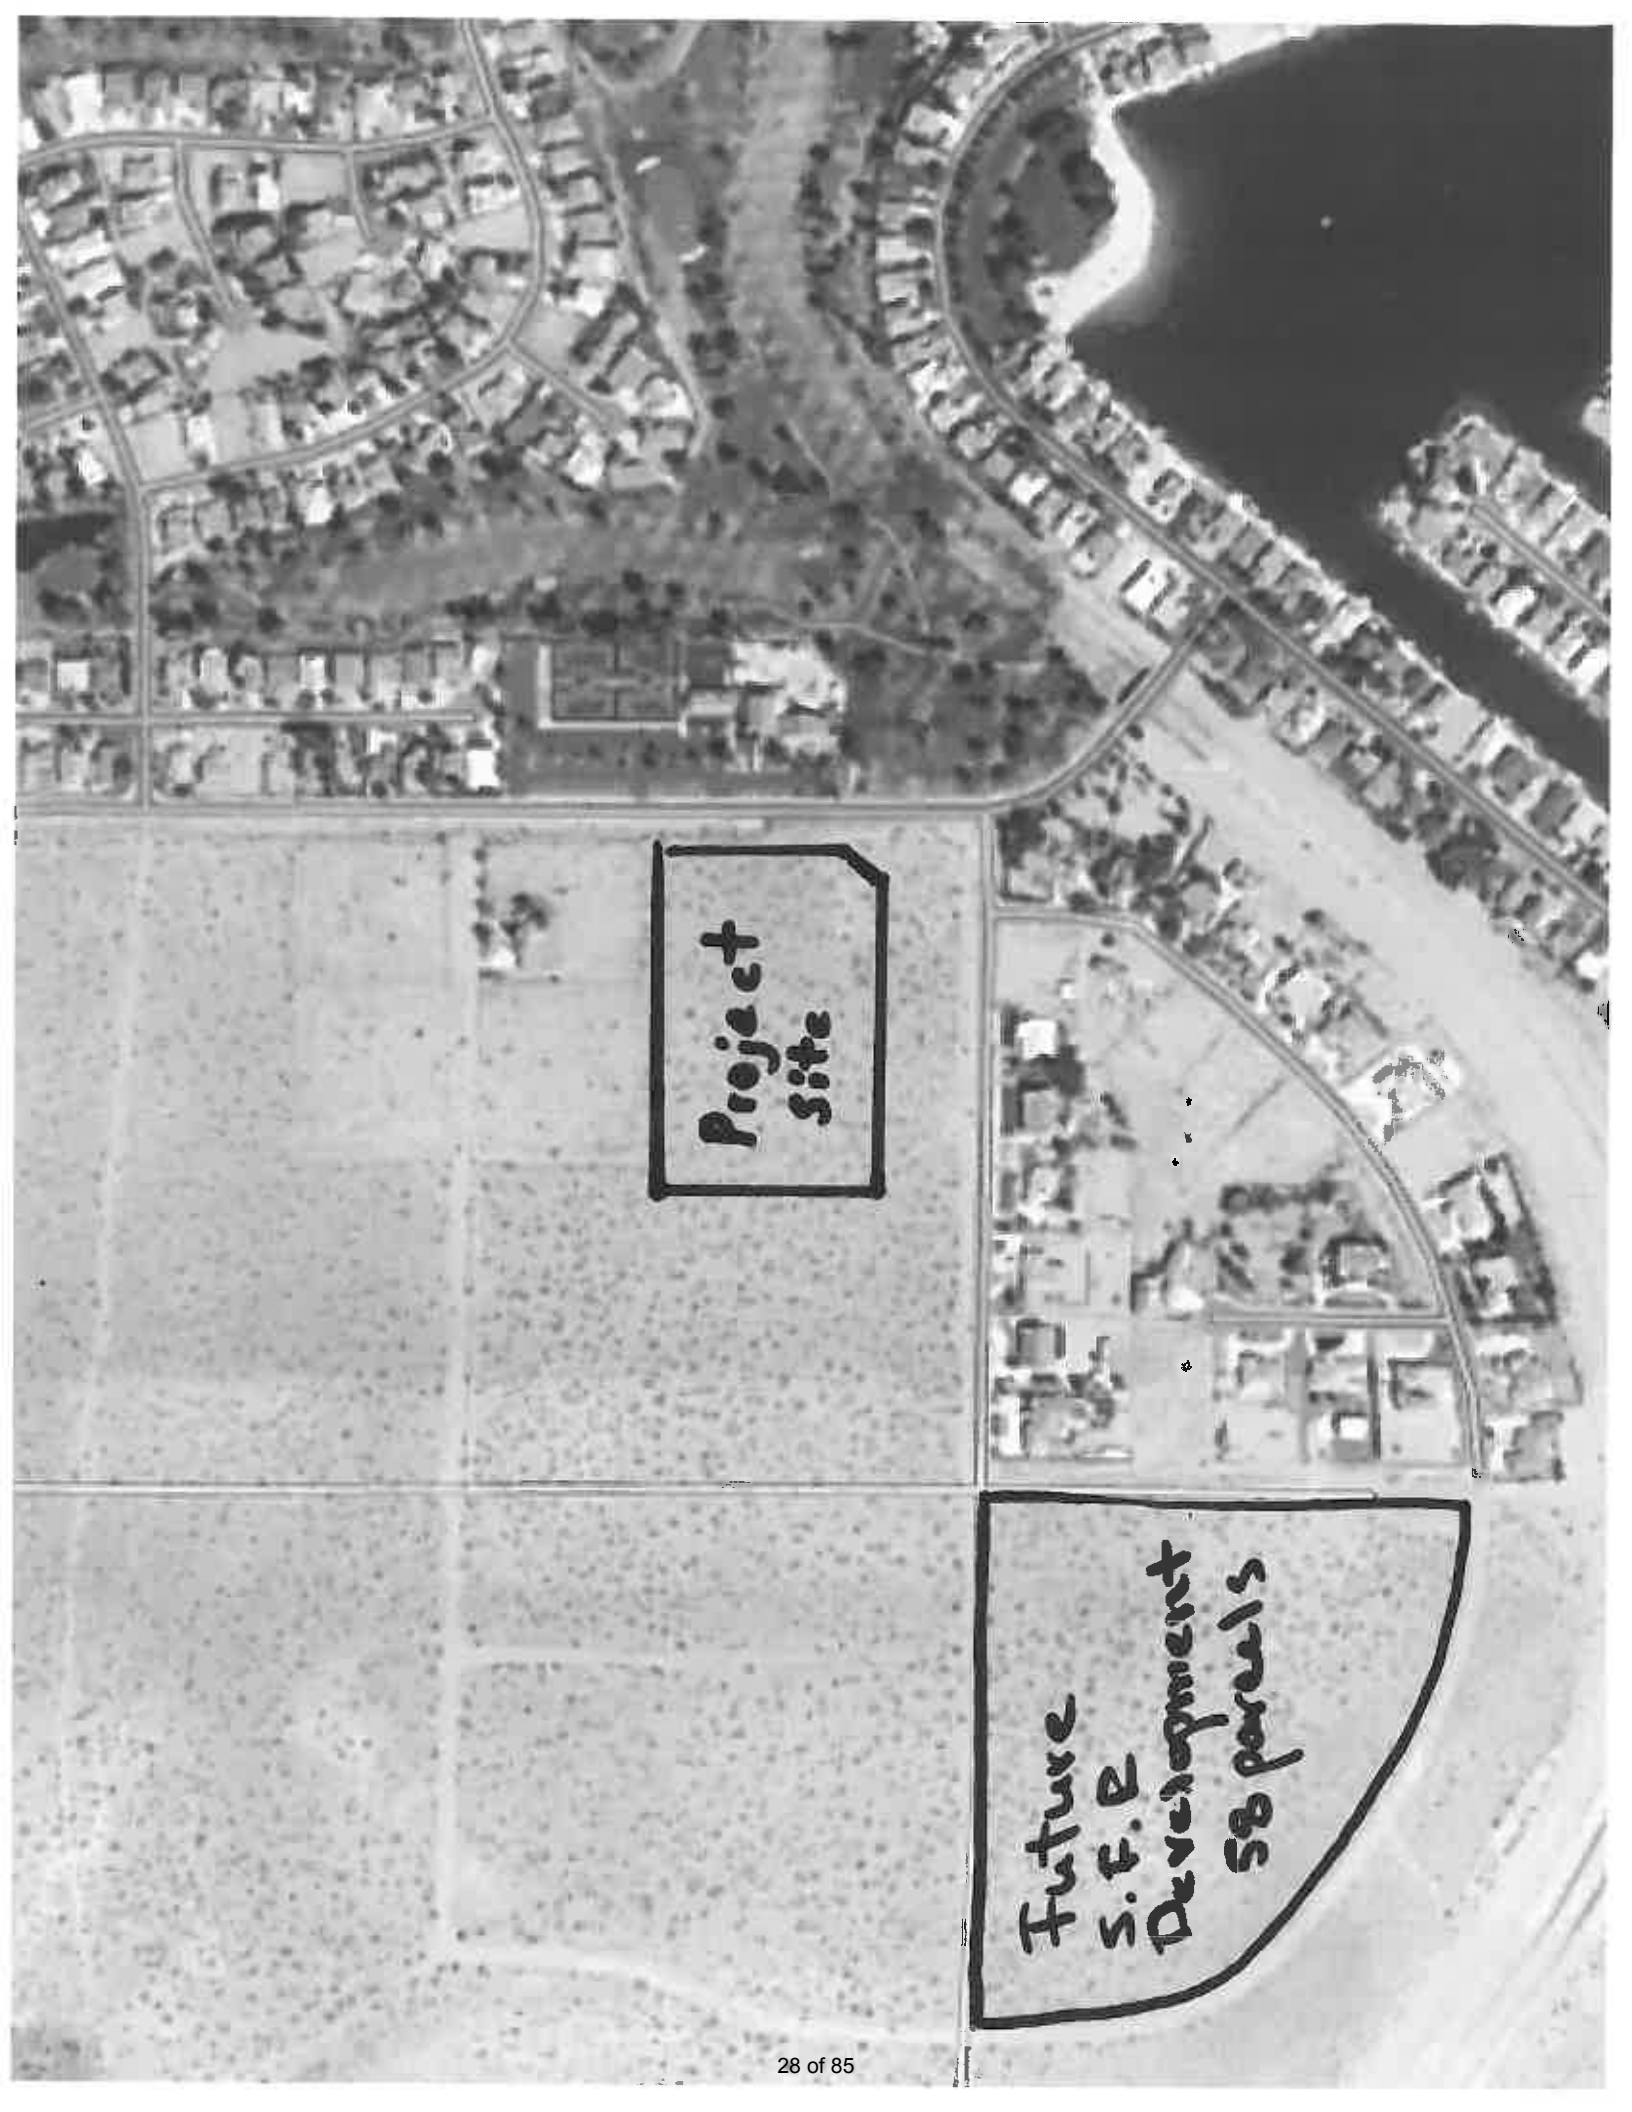 Project
Site
Future
S.F.R
Development
58 parcels
28 of 85